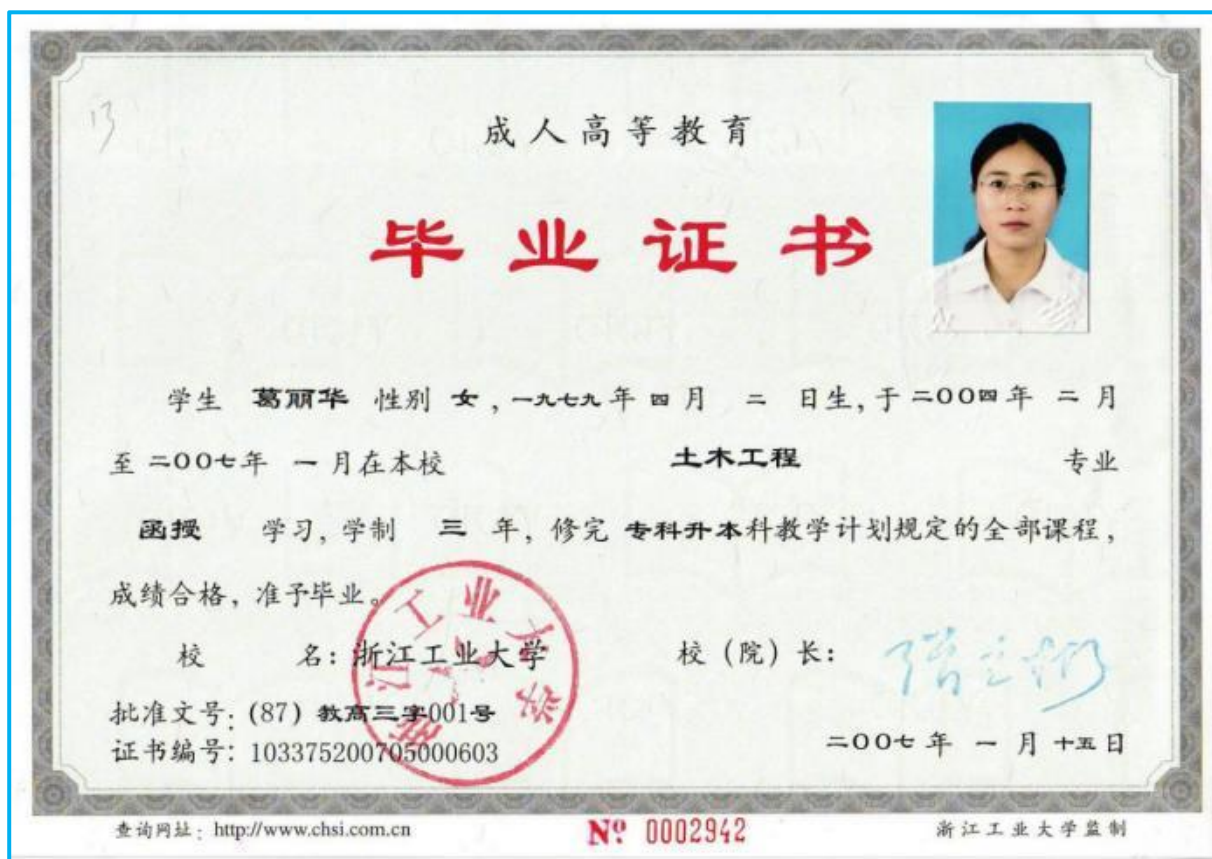 13
成人高等教育
毕业证书
学生 葛丽华 性别 女，一九七九年 四 月 二 日生，于二〇〇四年 二 月
至 二〇〇七年 一 月在本校 土木工程 专业
函授 学习，学制 三 年，修完 专科升本科教学计划规定的全部课程，
成绩合格，准予毕业。
浙江工业大学
校 名：浙江工业大学 校（院）长：
批准文号：(87) 教高三字001号
证书编号：103375200705000603
二〇〇七 年 一 月 十五 日
查询网址：http://www.chsi.com.cn Nº 0002942 浙江工业大学监制